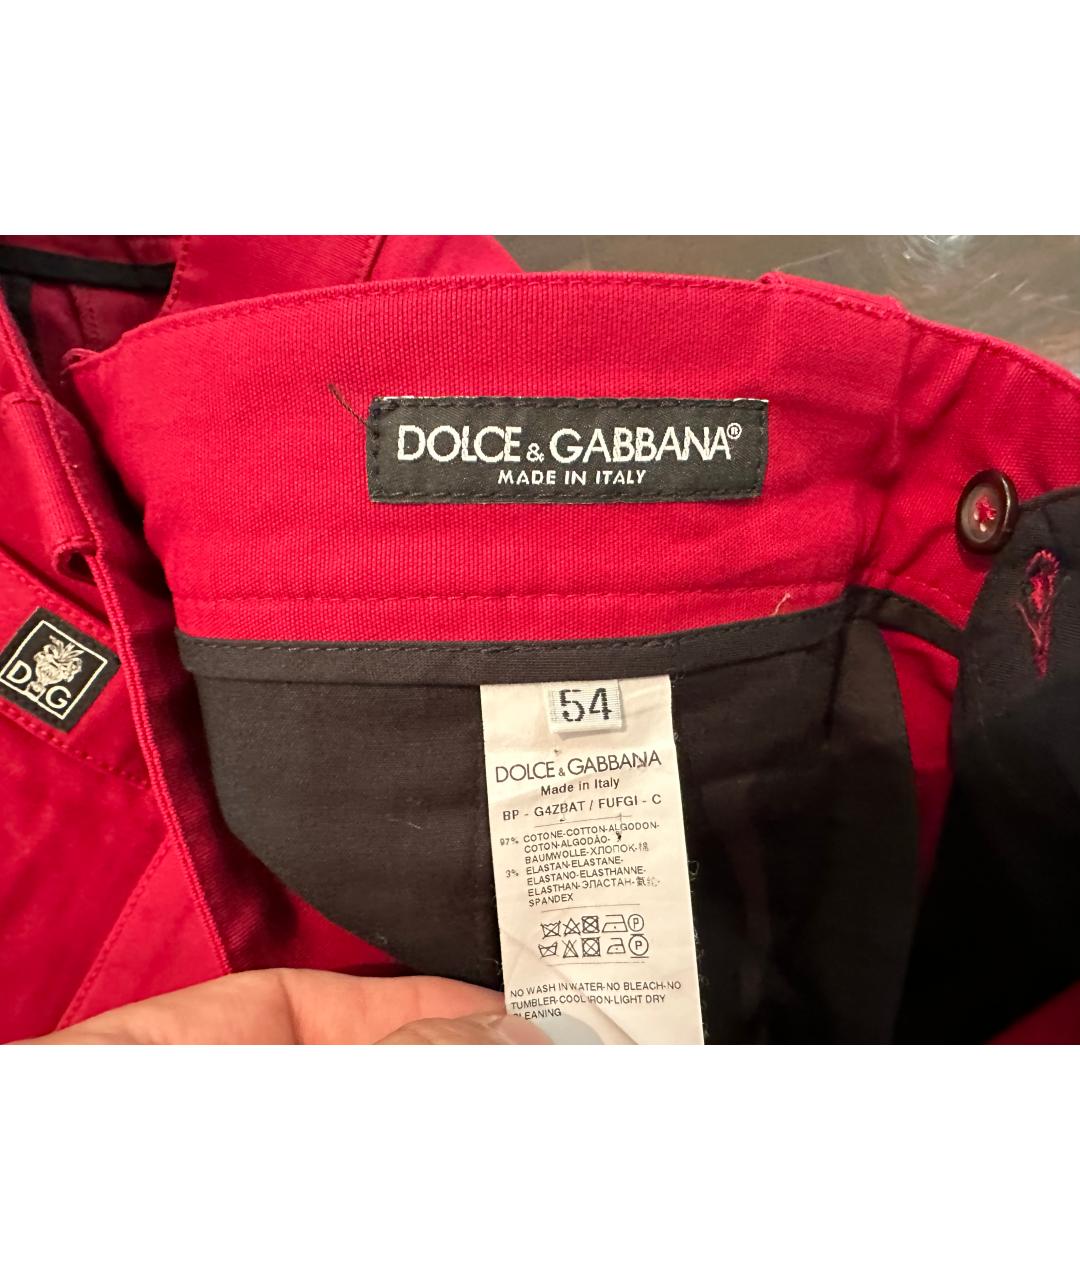 DOLCE & GABBANA®
MADE IN ITALY
D G
54
DOLCE & GABBANA
Made in Italy
BP - G4ZBAT / FUFGI - C
97% COTONE-COTTON-ALGODON-
COTON-ALGODÃO-
BAUMWOLLE-ХЛОПОК-棉
3% ELASTAN-ELASTANE-
ELASTANO-ELASTHANNE-
ELASTHAN-ЭЛАСТАН-氨纶-
SPANDEX
NO WASH IN WATER-NO BLEACH-NO
TUMBLER-COOL IRON-LIGHT DRY
CLEANING